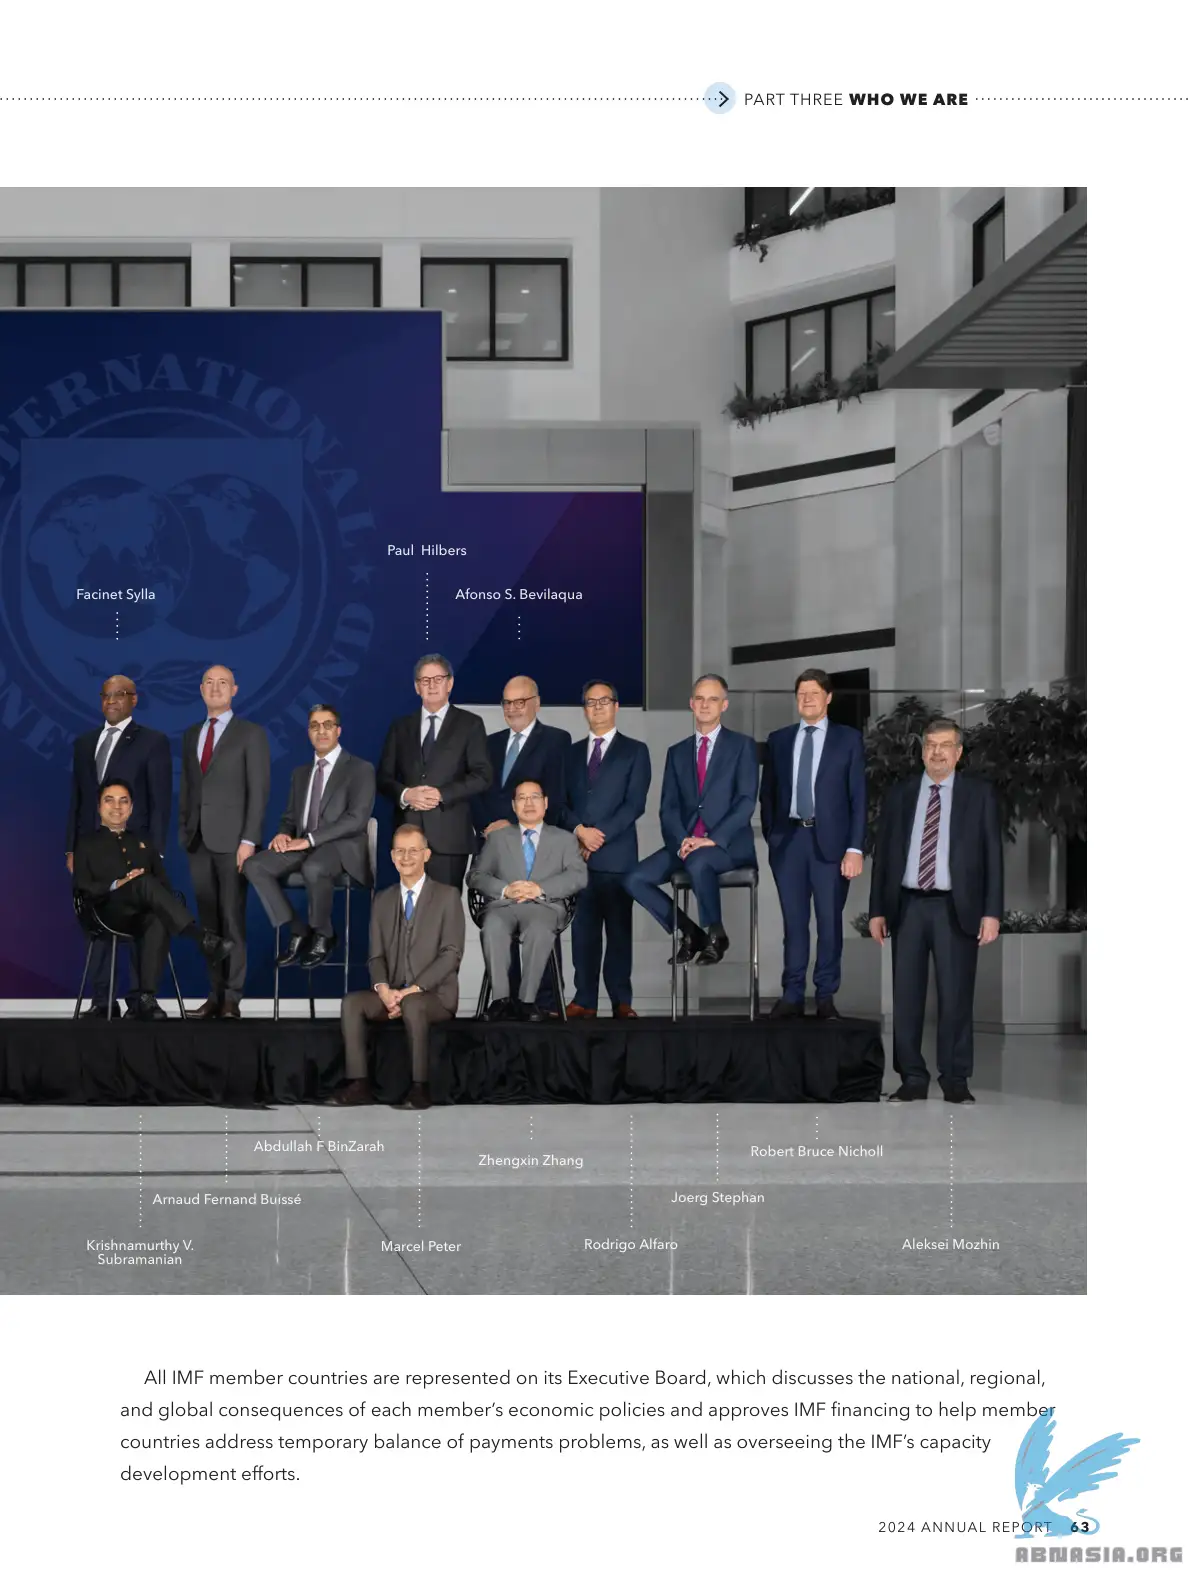 PART THREE WHO WE ARE
INTERNATIONAL
Paul Hilbers
Facinet Sylla
Afonso S. Bevilaqua
Abdullah F BinZarah
Zhengxin Zhang
Robert Bruce Nicholl
Arnaud Fernand Buissé
Joerg Stephan
Krishnamurthy V.
Subramanian
Marcel Peter
Rodrigo Alfaro
Aleksei Mozhin
All IMF member countries are represented on its Executive Board, which discusses the national, regional,
and global consequences of each member’s economic policies and approves IMF financing to help member
countries address temporary balance of payments problems, as well as overseeing the IMF’s capacity
development efforts.
2024 ANNUAL REPORT 63
ABNASIA.ORG